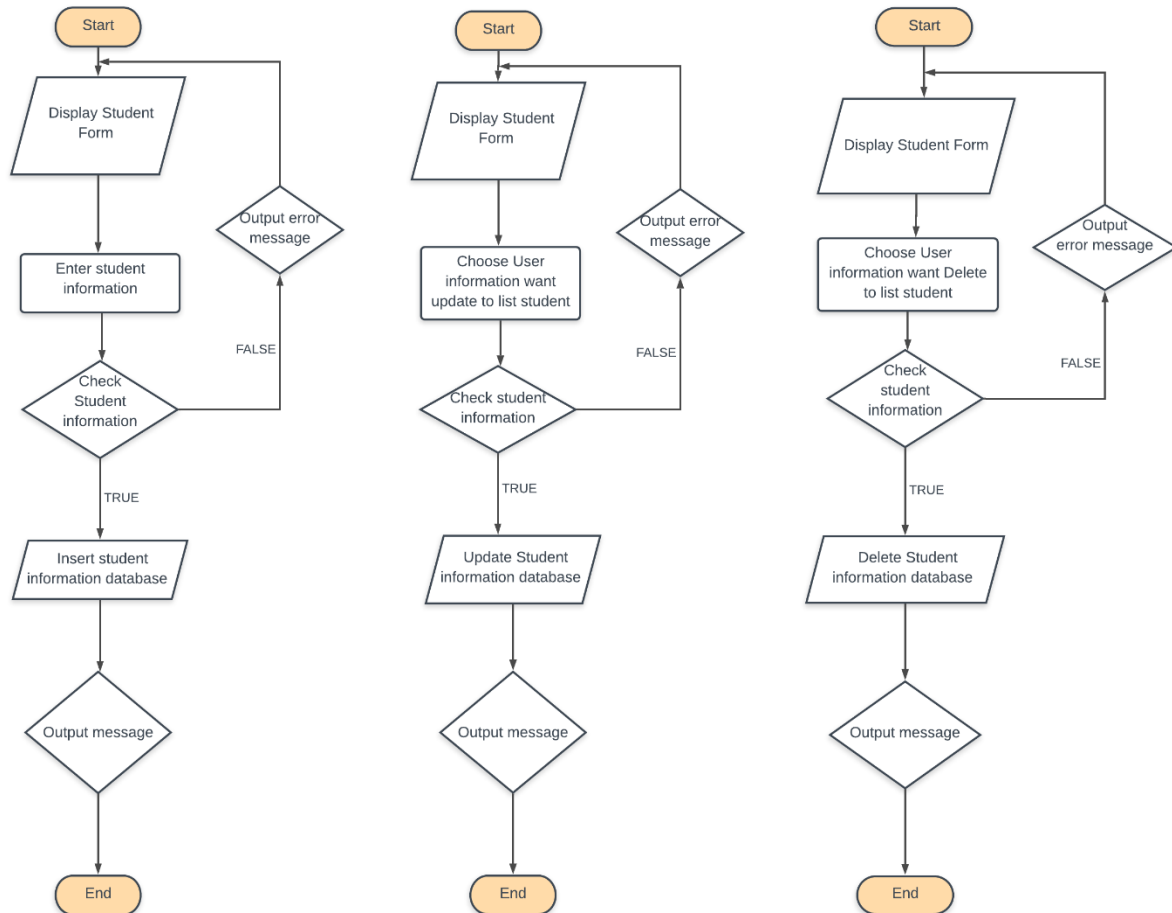 Start
Display Student
Form
Output error
message
Enter student
information
FALSE
Check
Student
information
TRUE
Insert student
information database
Output message
End
Start
Display Student
Form
Output error
message
Choose User
information want
update to list student
FALSE
Check student
information
TRUE
Update Student
information database
Output message
End
Start
Display Student Form
Output
error message
Choose User
information want Delete
to list student
FALSE
Check
student
information
TRUE
Delete Student
information database
Output message
End